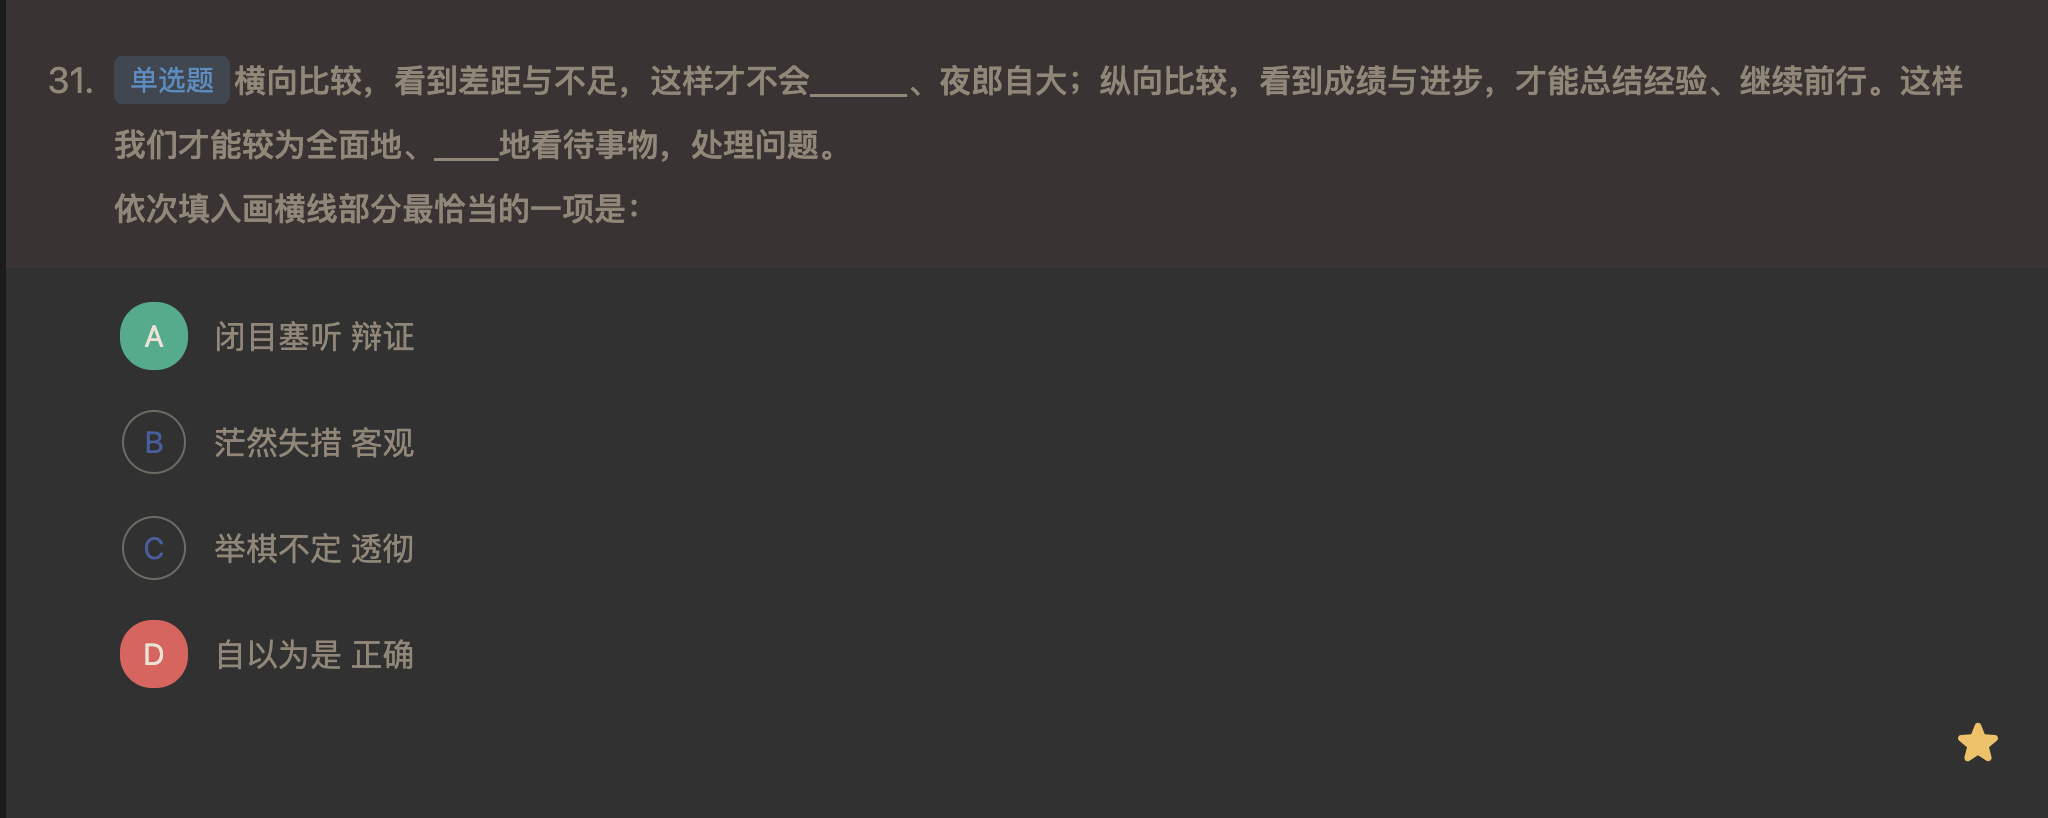 31. 单选题 横向比较，看到差距与不足，这样才不会______、夜郎自大；纵向比较，看到成绩与进步，才能总结经验、继续前行。这样
我们才能较为全面地、____地看待事物，处理问题。
依次填入画横线部分最恰当的一项是：
A 闭目塞听 辩证
B 茫然失措 客观
C 举棋不定 透彻
D 自以为是 正确